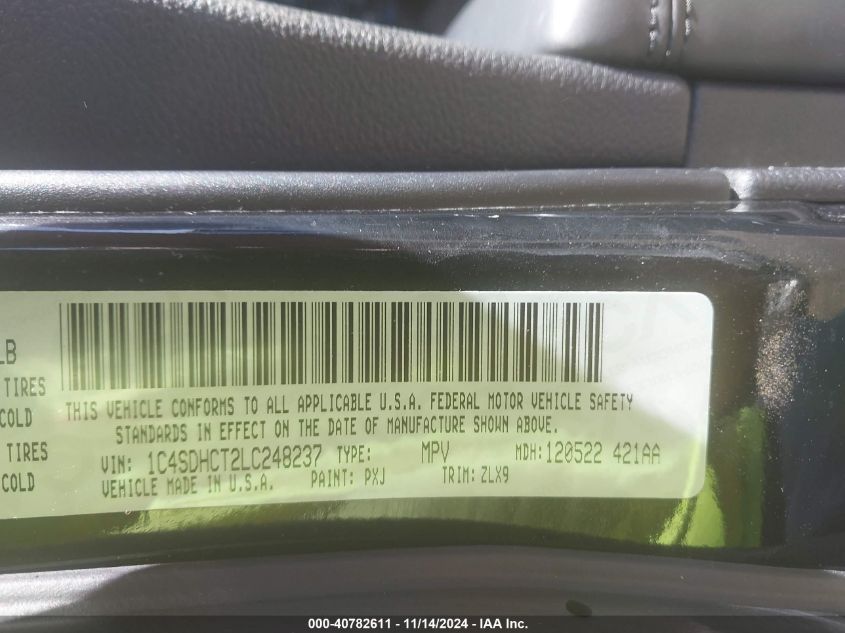 LB
TIRES
COLD
TIRES
COLD
THIS VEHICLE CONFORMS TO ALL APPLICABLE U.S.A. FEDERAL MOTOR VEHICLE SAFETY
STANDARDS IN EFFECT ON THE DATE OF MANUFACTURE SHOWN ABOVE.
VIN: 1C4SDHCT2LC248237 TYPE: MPV MDH: 120522 421AA
VEHICLE MADE IN U.S.A. PAINT: PXJ TRIM: ZLX9
000-40782611 - 11/14/2024 - IAA Inc.